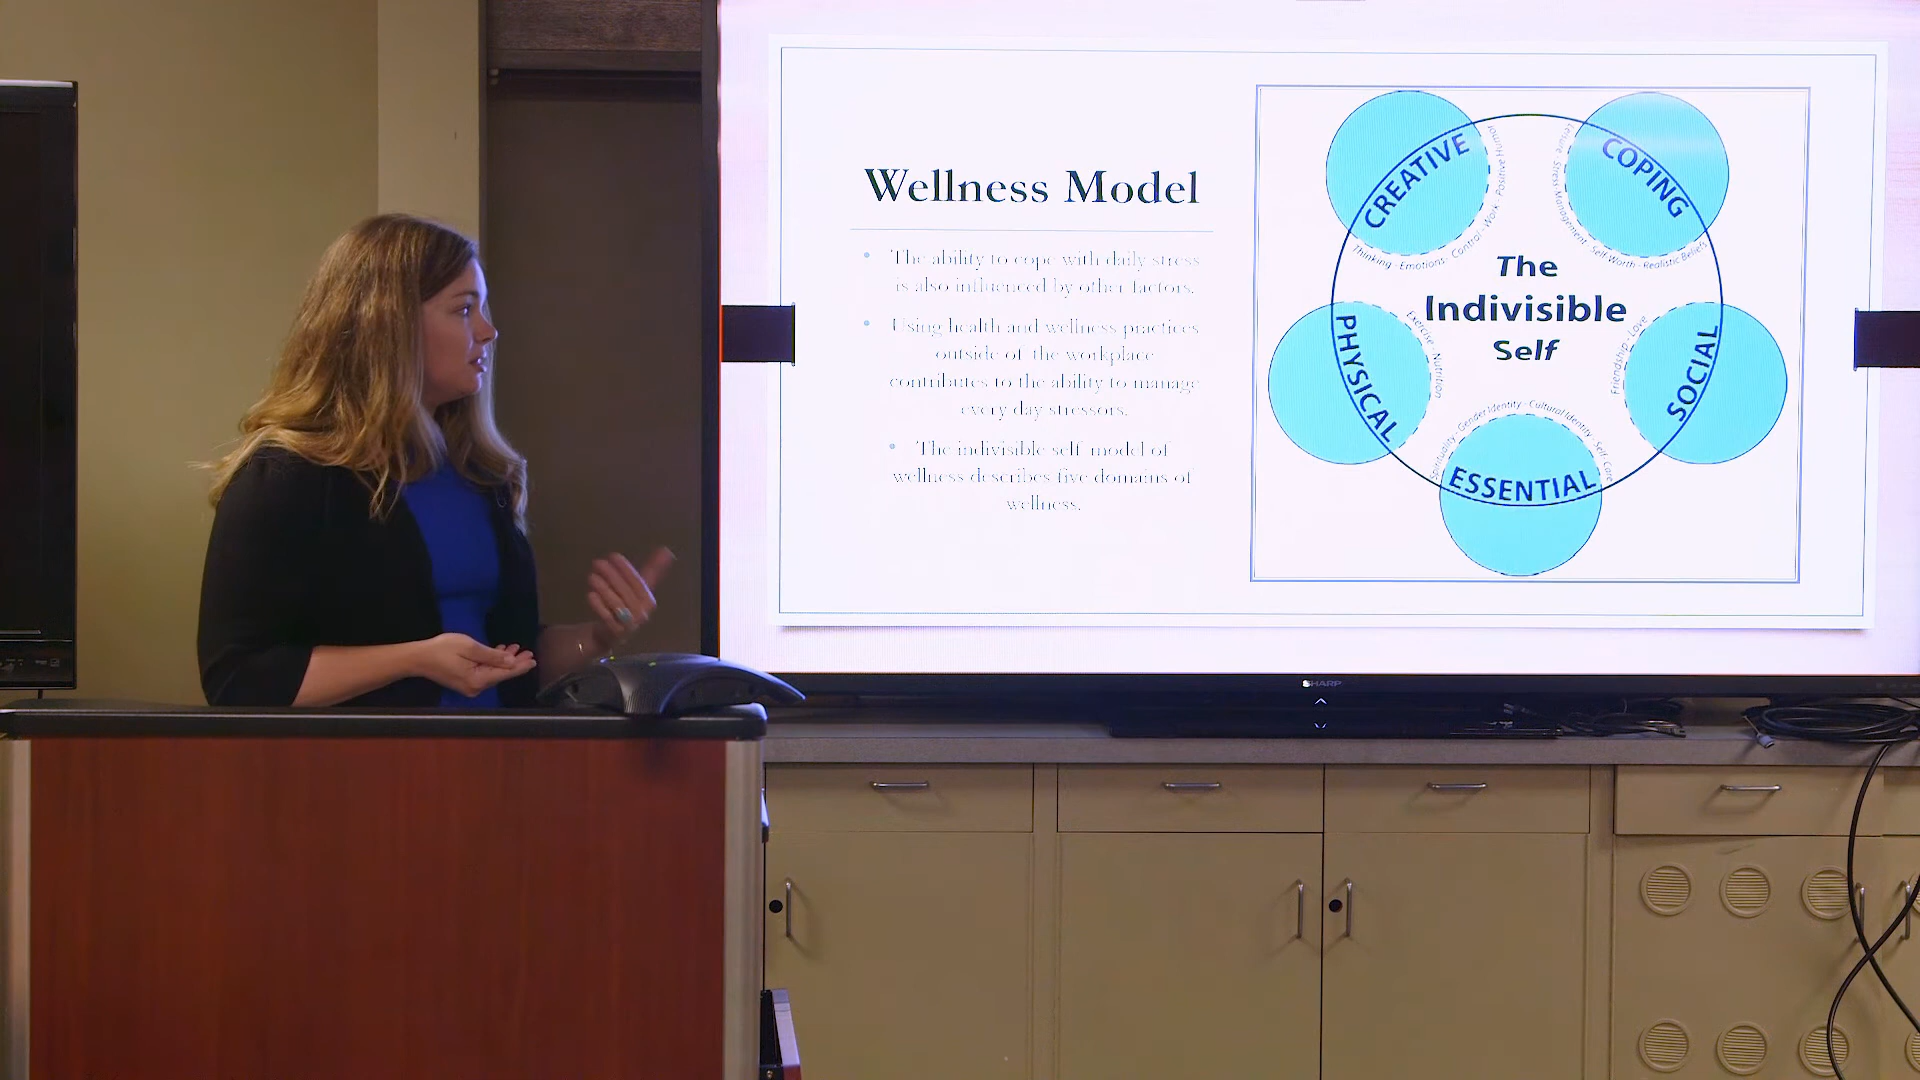 Wellness Model
The ability to cope with daily stress
is also influenced by other factors.
Using health and wellness practices
outside of the workplace
contributes to the ability to manage
every day stressors.
The indivisible self model of
wellness describes five domains of
wellness.
CREATIVE
Thinking - Emotions - Control - Work - Positive Humor
COPING
Leisure - Stress-Management - Self Worth - Realistic Beliefs
The
Indivisible
Self
PHYSICAL
Exercise - Nutrition
SOCIAL
Friendship - Love
Spirituality - Gender Identity - Cultural Identity - Self-Care
ESSENTIAL
SHARP